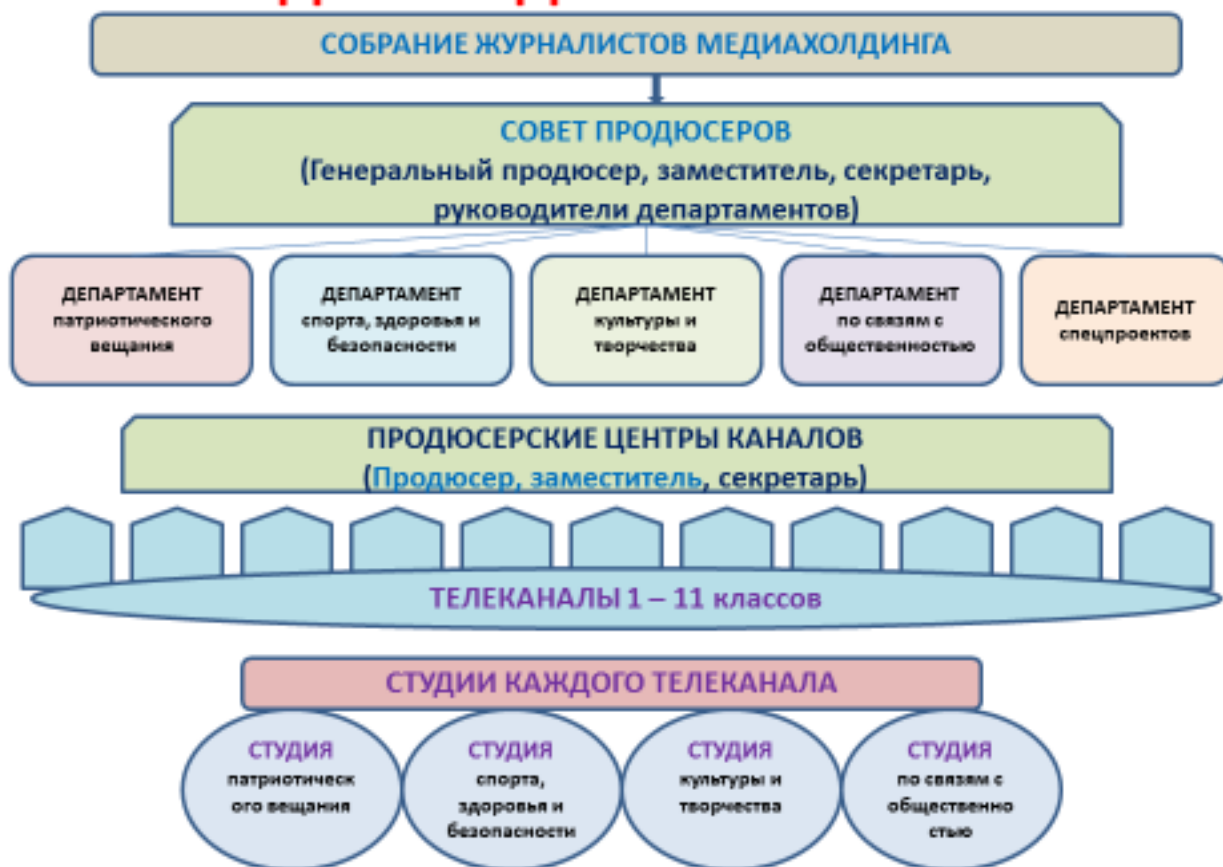 СОБРАНИЕ ЖУРНАЛИСТОВ МЕДИАХОЛДИНГА
СОВЕТ ПРОДЮСЕРОВ
(Генеральный продюсер, заместитель, секретарь,
руководители департаментов)
ДЕПАРТАМЕНТ
патриотического
вещания
ДЕПАРТАМЕНТ
спорта, здоровья и
безопасности
ДЕПАРТАМЕНТ
культуры и
творчества
ДЕПАРТАМЕНТ
по связям с
общественностью
ДЕПАРТАМЕНТ
спецпроектов
ПРОДЮСЕРСКИЕ ЦЕНТРЫ КАНАЛОВ
(Продюсер, заместитель, секретарь)
ТЕЛЕКАНАЛЫ 1 – 11 классов
СТУДИИ КАЖДОГО ТЕЛЕКАНАЛА
СТУДИЯ
патриотическ
ого вещания
СТУДИЯ
спорта,
здоровья и
безопасности
СТУДИЯ
культуры и
творчества
СТУДИЯ
по связям с
общественно
стью